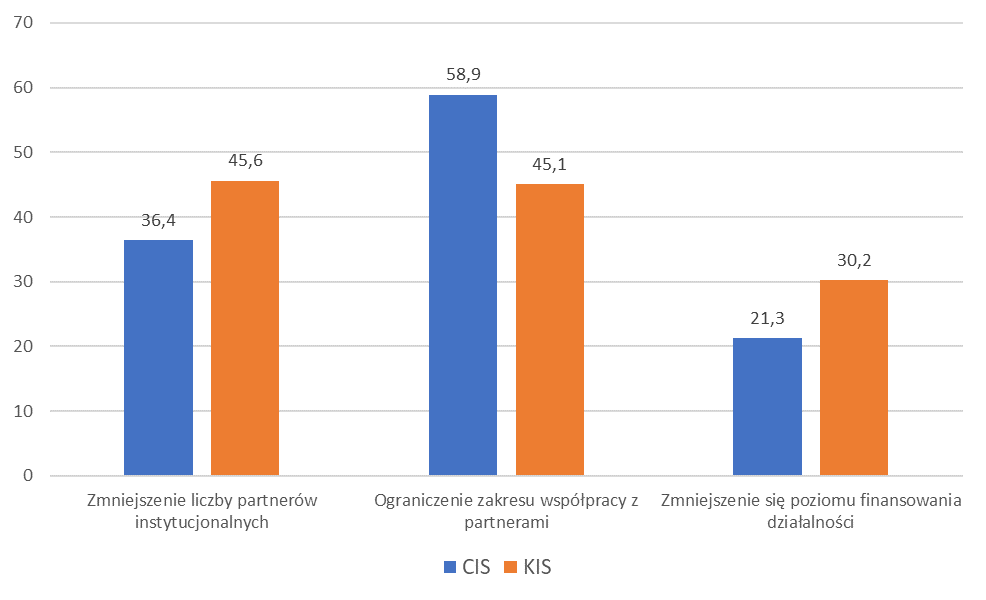 70
60
50
40
30
20
10
0
36,4
45,6
58,9
45,1
21,3
30,2
Zmniejszenie liczby partnerów
instytucjonalnych
Ograniczenie zakresu współpracy z
partnerami
Zmniejszenie się poziomu finansowania
działalności
CIS
KIS